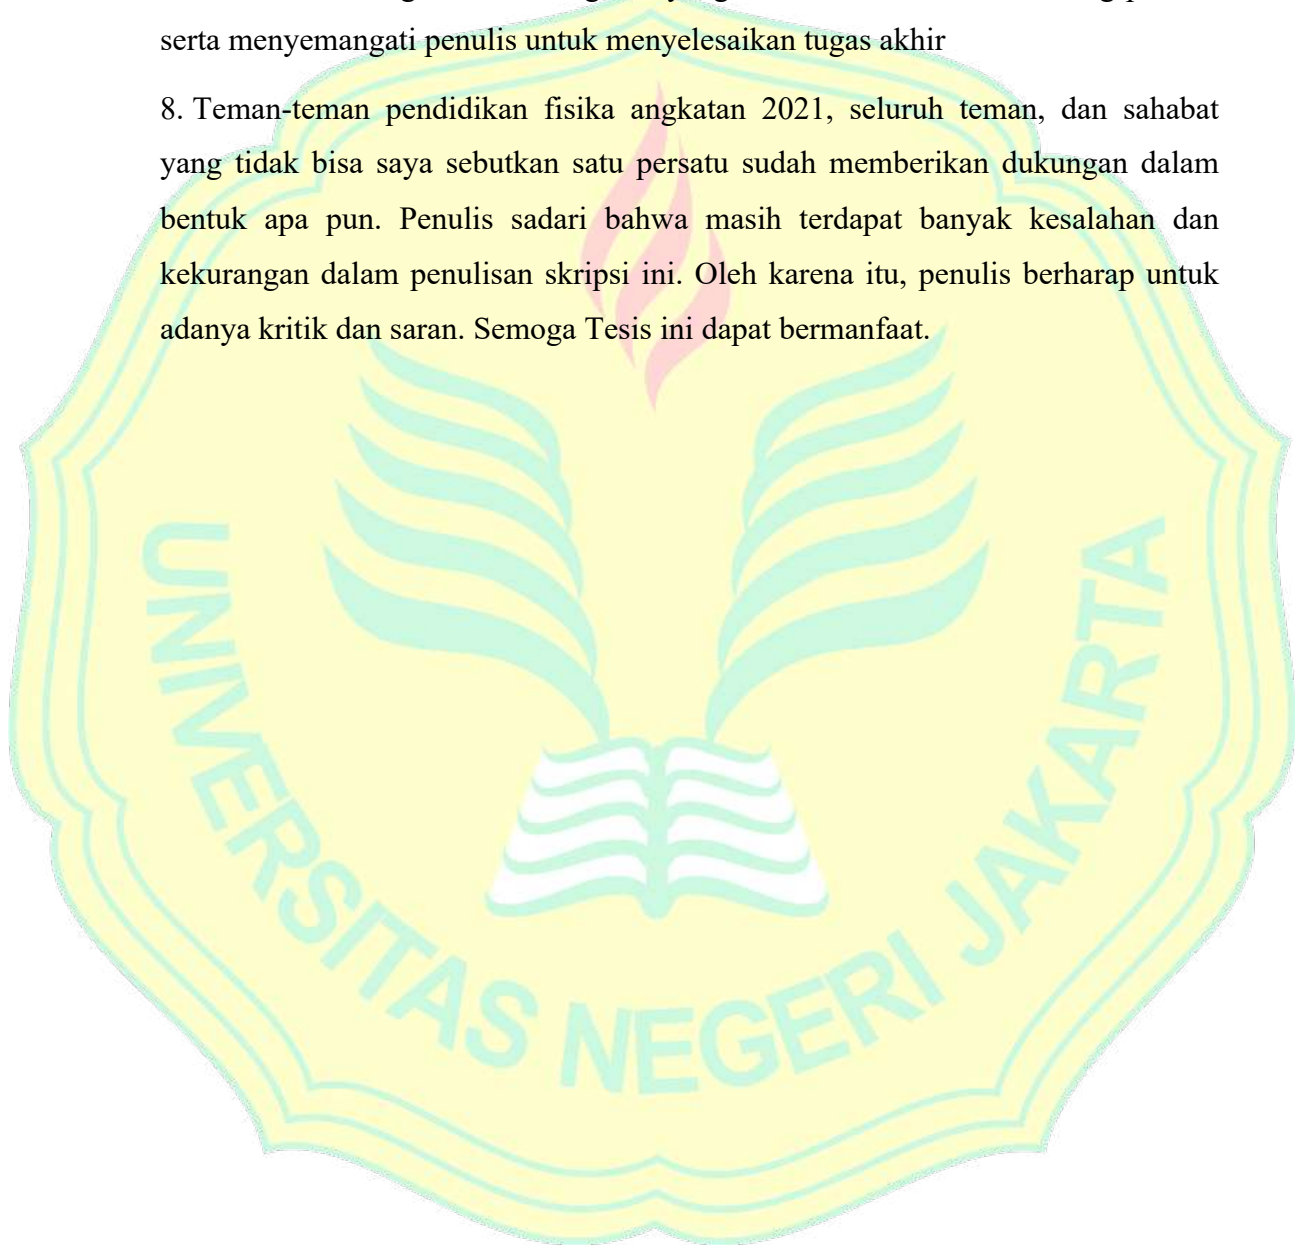 serta menyemangati penulis untuk menyelesaikan tugas akhir
8. Teman-teman pendidikan fisika angkatan 2021, seluruh teman, dan sahabat
yang tidak bisa saya sebutkan satu persatu sudah memberikan dukungan dalam
bentuk apa pun. Penulis sadari bahwa masih terdapat banyak kesalahan dan
kekurangan dalam penulisan skripsi ini. Oleh karena itu, penulis berharap untuk
adanya kritik dan saran. Semoga Tesis ini dapat bermanfaat.
UNIVERSITAS NEGERI JAKARTA